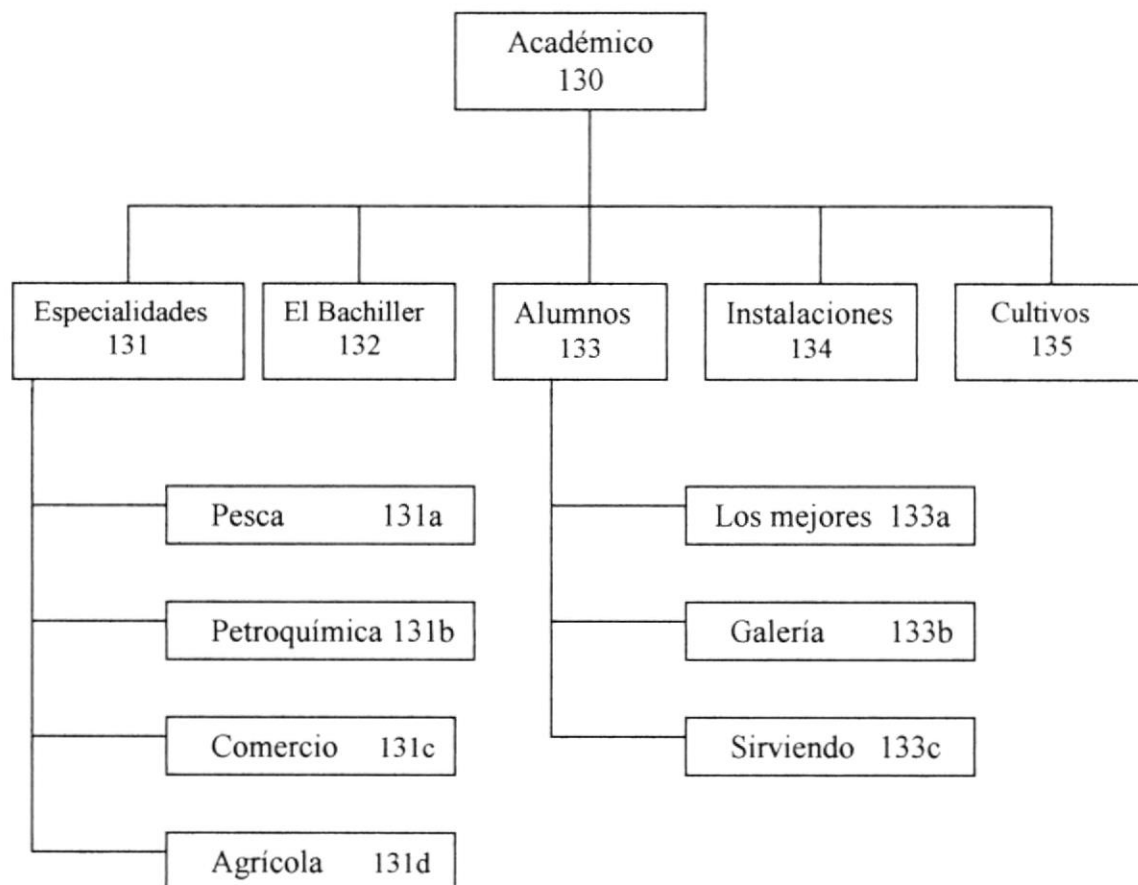 Académico
130
Especialidades
131
El Bachiller
132
Alumnos
133
Instalaciones
134
Cultivos
135
Pesca 131a
Petroquímica 131b
Comercio 131c
Agrícola 131d
Los mejores 133a
Galería 133b
Sirviendo 133c